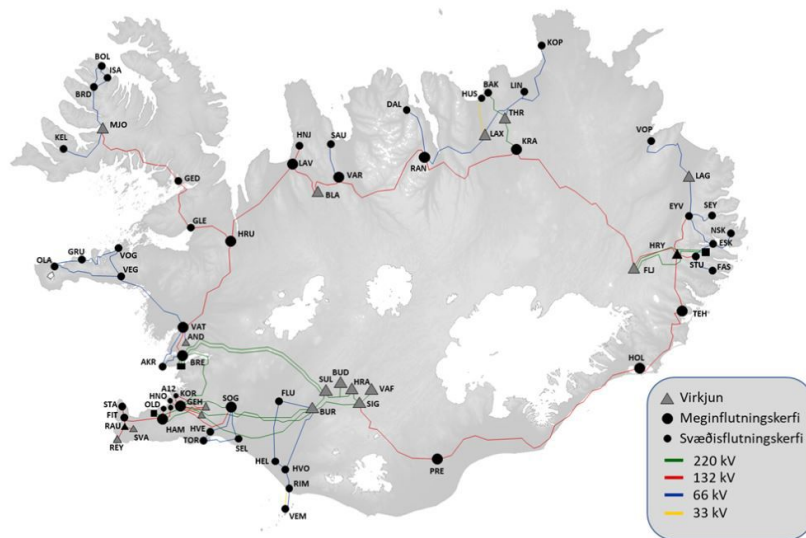 KOP
BOL
ISA
BRD
MJO
KEL
GED
GLE
HRU
HNJ
SAU
LAV
VAR
BLA
DAL
RAN
HUS
BAK
LIN
THR
LAX
KRA
VOP
LAG
EYV
SEY
NSK
ESK
HRY
STU
FAS
FLJ
TEH
HOL
OLA
GRU
VOG
VEG
VAT
AND
AKR
BRE
BUD
SUL
HRA
VAF
SIG
BUR
FLU
A12
KOR
HNO
OLD
GEH
SOG
STA
FIT
RAU
REY
SVA
HAM
HVE
TOR
SEL
HEL
HVO
RIM
VEM
PRE
Virkjun
Meginflutningskerfi
Svæðisflutningskerfi
220 kV
132 kV
66 kV
33 kV